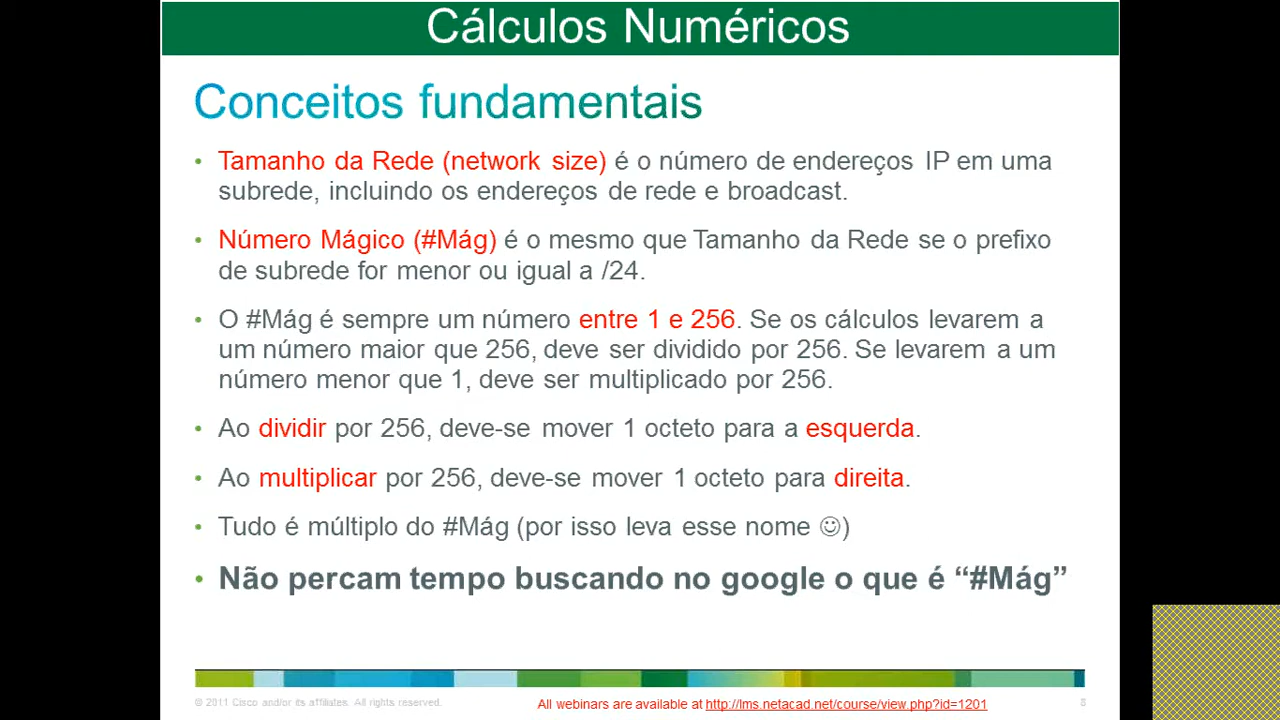 Cálculos Numéricos
Conceitos fundamentais
• Tamanho da Rede (network size) é o número de endereços IP em uma
subrede, incluindo os endereços de rede e broadcast.
• Número Mágico (#Mág) é o mesmo que Tamanho da Rede se o prefixo
de subrede for menor ou igual a /24.
• O #Mág é sempre um número entre 1 e 256. Se os cálculos levarem a
um número maior que 256, deve ser dividido por 256. Se levarem a um
número menor que 1, deve ser multiplicado por 256.
• Ao dividir por 256, deve-se mover 1 octeto para a esquerda.
• Ao multiplicar por 256, deve-se mover 1 octeto para direita.
• Tudo é múltiplo do #Mág (por isso leva esse nome ☺)
• Não percam tempo buscando no google o que é “#Mág”
© 2011 Cisco and/or its affiliates. All rights reserved.
All webinars are available at http://lms.netacad.net/course/view.php?id=1201
8